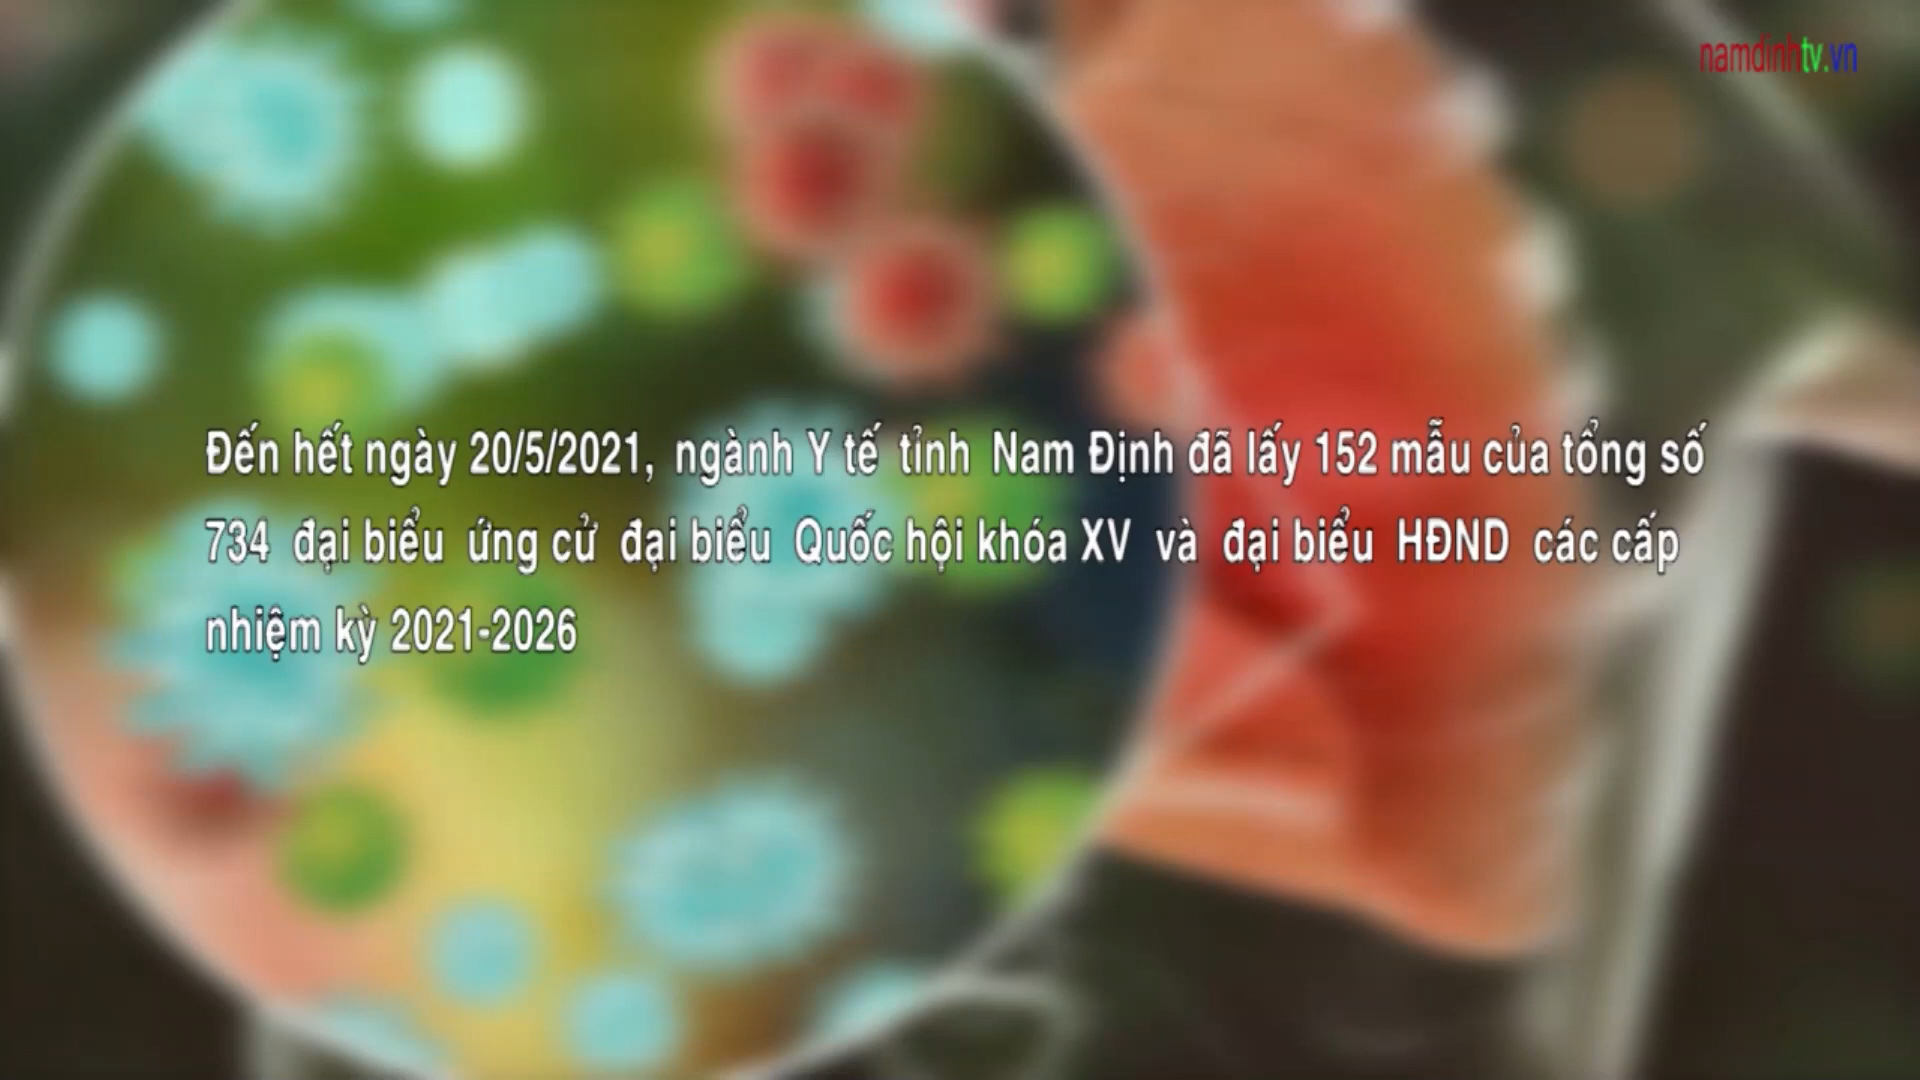 namdinhtv.vn
Đến hết ngày 20/5/2021, ngành Y tế tỉnh Nam Định đã lấy 152 mẫu của tổng số
734 đại biểu ứng cử đại biểu Quốc hội khóa XV và đại biểu HĐND các cấp
nhiệm kỳ 2021-2026